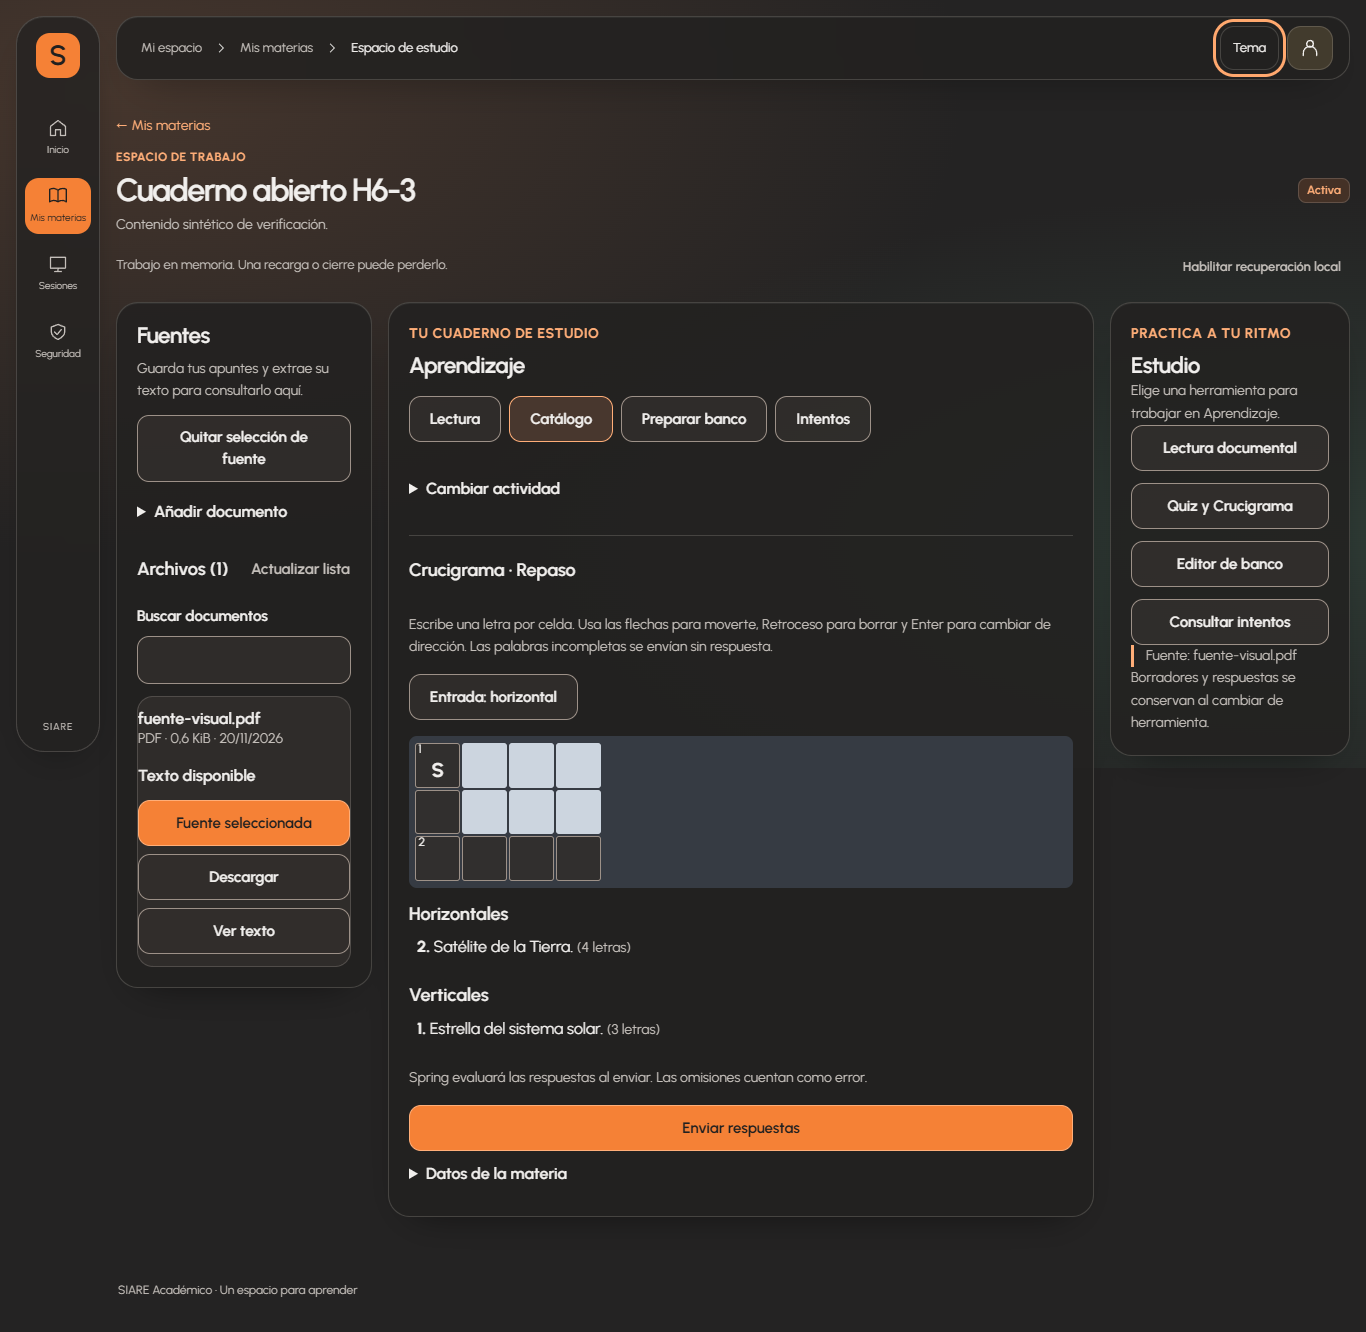 S
Inicio
Mis materias
Sesiones
Seguridad
SIARE
Mi espacio > Mis materias > Espacio de estudio
Tema
← Mis materias
ESPACIO DE TRABAJO
Cuaderno abierto H6-3
Activa
Contenido sintético de verificación.
Trabajo en memoria. Una recarga o cierre puede perderlo.
Habilitar recuperación local
Fuentes
Guarda tus apuntes y extrae su
texto para consultarlo aquí.
Quitar selección de
fuente
Añadir documento
Archivos (1)
Actualizar lista
Buscar documentos
fuente-visual.pdf
PDF · 0,6 KiB · 20/11/2026
Texto disponible
Fuente seleccionada
Descargar
Ver texto
TU CUADERNO DE ESTUDIO
Aprendizaje
Lectura
Catálogo
Preparar banco
Intentos
Cambiar actividad
Crucigrama · Repaso
Escribe una letra por celda. Usa las flechas para moverte, Retroceso para borrar y Enter para cambiar de
dirección. Las palabras incompletas se envían sin respuesta.
Entrada: horizontal
1
S
2
Horizontales
2. Satélite de la Tierra. (4 letras)
Verticales
1. Estrella del sistema solar. (3 letras)
Spring evaluará las respuestas al enviar. Las omisiones cuentan como error.
Enviar respuestas
Datos de la materia
PRACTICA A TU RITMO
Estudio
Elige una herramienta para
trabajar en Aprendizaje.
Lectura documental
Quiz y Crucigrama
Editor de banco
Consultar intentos
Fuente: fuente-visual.pdf
Borradores y respuestas se
conservan al cambiar de
herramienta.
SIARE Académico · Un espacio para aprender